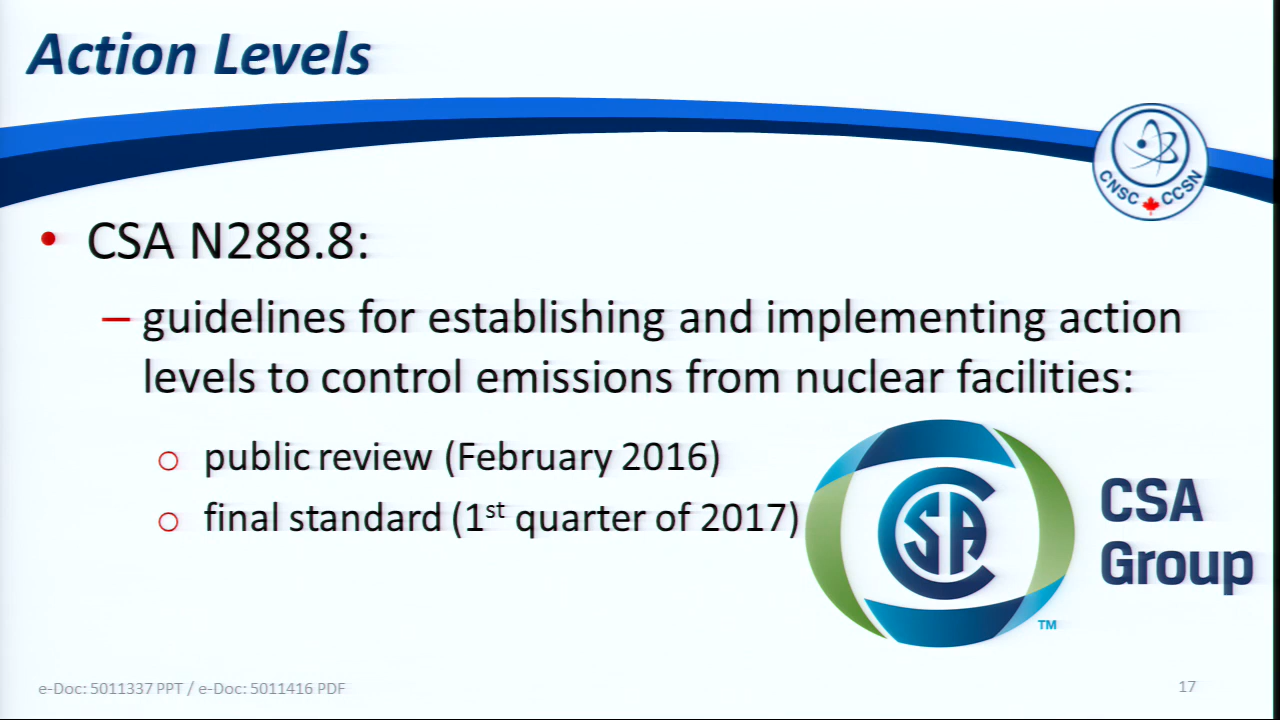 Action Levels
CNSC CCSN
• CSA N288.8:
– guidelines for establishing and implementing action
levels to control emissions from nuclear facilities:
o public review (February 2016)
o final standard (1st quarter of 2017)
CSA
CSA
Group
TM
e-Doc: 5011337 PPT / e-Doc: 5011416 PDF
17